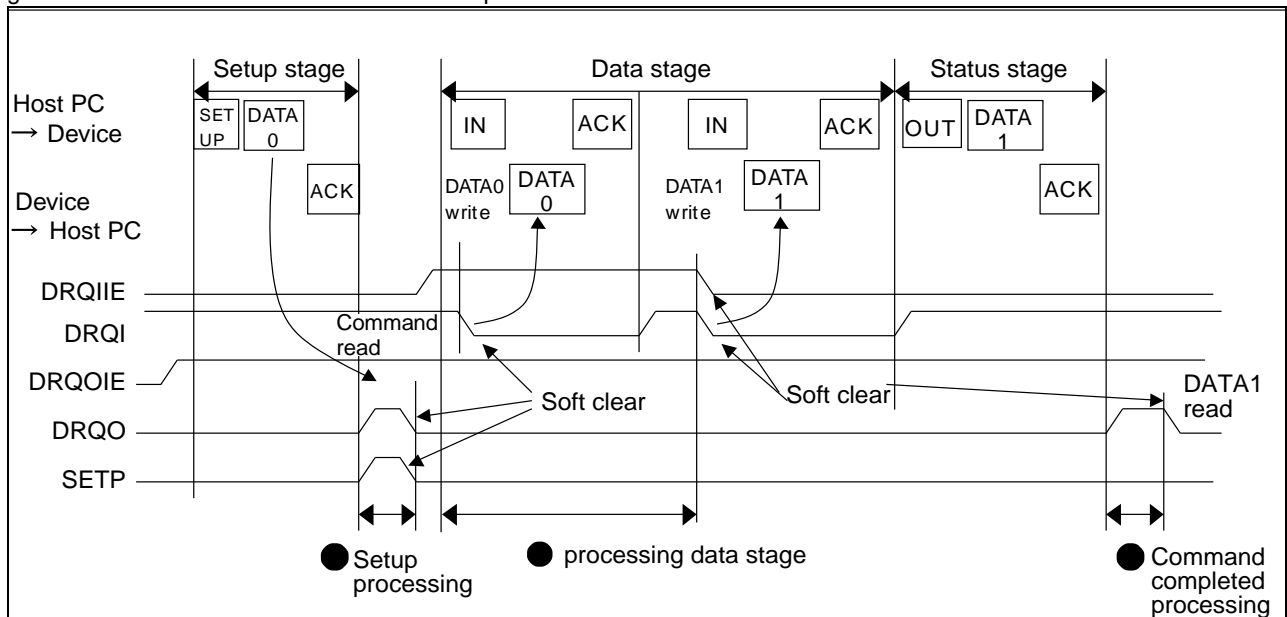 Setup stage
Data stage
Status stage
Host PC
→ Device
SET
UP
DATA
0
IN
ACK
IN
ACK
OUT
DATA
1
ACK
DATA0
write
DATA
0
DATA1
write
DATA
1
ACK
Device
→ Host PC
DRQIIE
DRQI
Command
read
DRQOIE
Soft clear
Soft clear
DATA1
read
DRQO
SETP
Setup
processing
processing data stage
Command
completed
processing